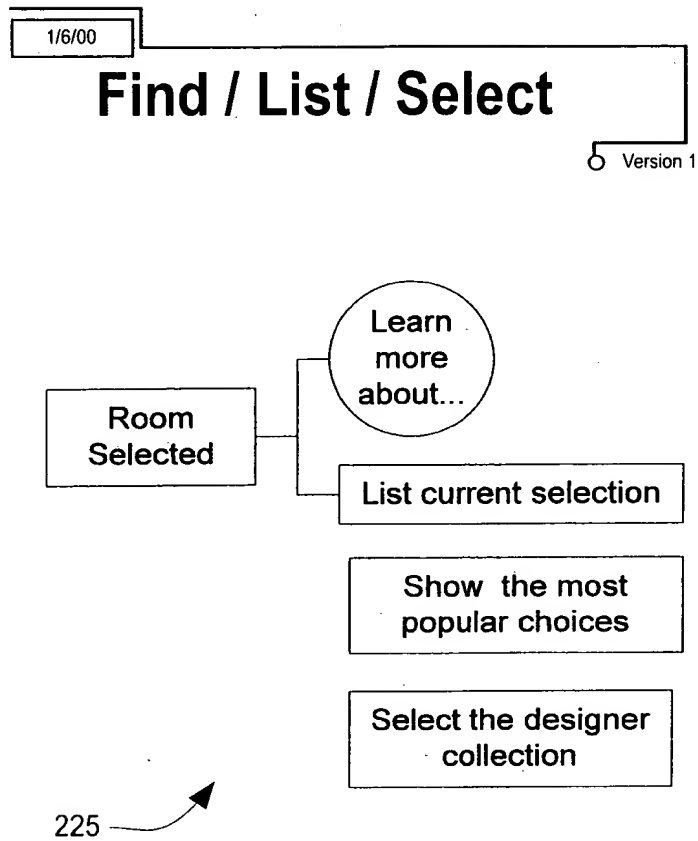 1/6/00
Find / List / Select
Version 1
Learn
more
about...
Room
Selected
List current selection
Show the most
popular choices
Select the designer
collection
225